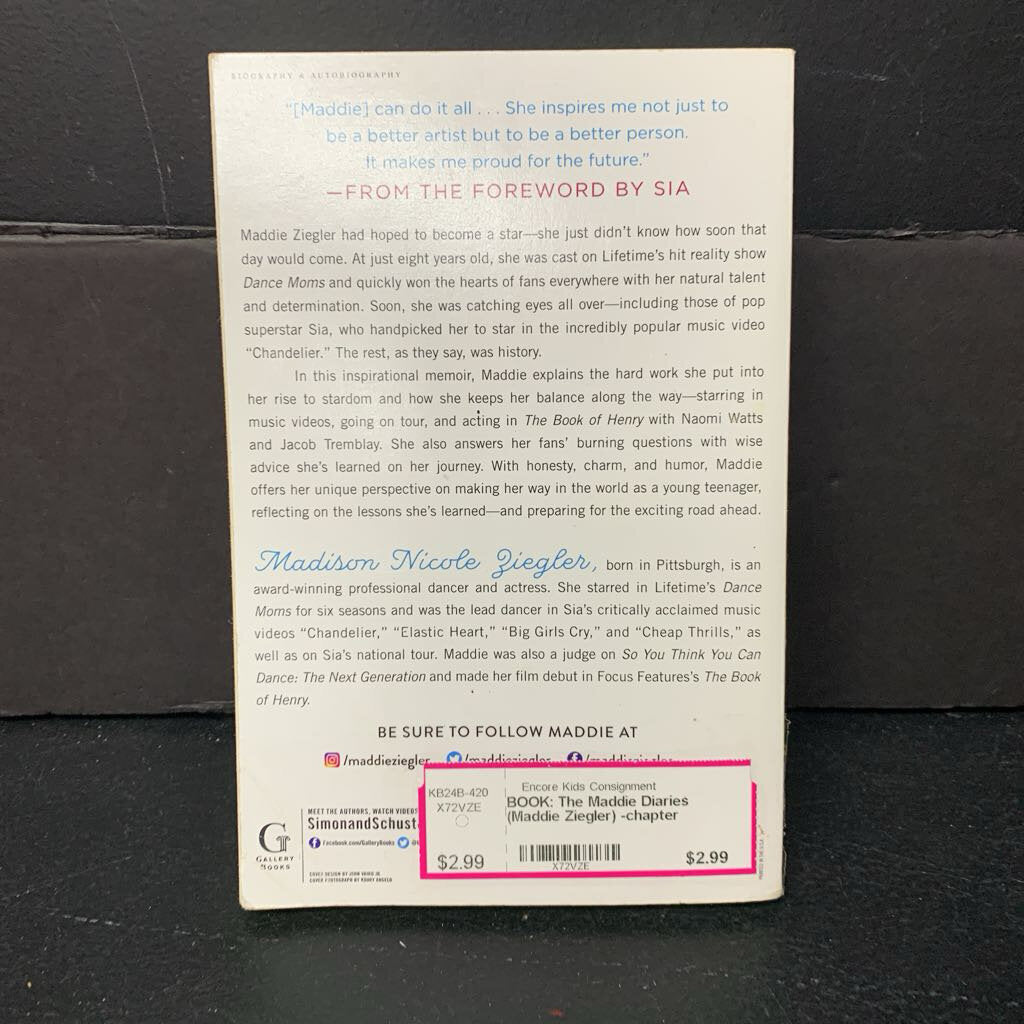 BIOGRAPHY & AUTOBIOGRAPHY
“[Maddie] can do it all . . . She inspires me not just to
be a better artist but to be a better person.
It makes me proud for the future.”
—FROM THE FOREWORD BY SIA
Maddie Ziegler had hoped to become a star—she just didn’t know how soon that
day would come. At just eight years old, she was cast on Lifetime’s hit reality show
Dance Moms and quickly won the hearts of fans everywhere with her natural talent
and determination. Soon, she was catching eyes all over—including those of pop
superstar Sia, who handpicked her to star in the incredibly popular music video
“Chandelier.” The rest, as they say, was history.
In this inspirational memoir, Maddie explains the hard work she put into
her rise to stardom and how she keeps her balance along the way—starring in
music videos, going on tour, and acting in The Book of Henry with Naomi Watts
and Jacob Tremblay. She also answers her fans’ burning questions with wise
advice she’s learned on her journey. With honesty, charm, and humor, Maddie
offers her unique perspective on making her way in the world as a young teenager,
reflecting on the lessons she’s learned—and preparing for the exciting road ahead.
Madison Nicole Ziegler, born in Pittsburgh, is an
award-winning professional dancer and actress. She starred in Lifetime’s Dance
Moms for six seasons and was the lead dancer in Sia’s critically acclaimed music
videos “Chandelier,” “Elastic Heart,” “Big Girls Cry,” and “Cheap Thrills,” as
well as on Sia’s national tour. Maddie was also a judge on So You Think You Can
Dance: The Next Generation and made her film debut in Focus Features’s The Book
of Henry.
BE SURE TO FOLLOW MADDIE AT
/maddieziegler /maddieziegler /maddieziegler
MEET THE AUTHORS, WATCH VIDEOS
SimonandSchust
Facebook.com/GalleryBooks
GALLERY
BOOKS
COVER DESIGN BY
COVER PHOTOGRAPH BY
PRINTED IN THE U.S.A.
KB24B-420
X72VZE
$2.99
Encore Kids Consignment
BOOK: The Maddie Diaries
(Maddie Ziegler) -chapter
X72VZE
$2.99